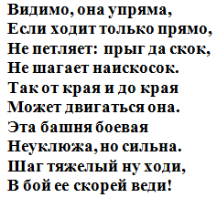 Видимо, она упряма,
Если ходит только прямо,
Не петляет: прыг да скок,
Не шагает наискосок.
Так от края и до края
Может двигаться она.
Эта башня боевая
Неуклюжа, но сильна.
Шаг тяжелый ну ходи,
В бой ее скорей веди!